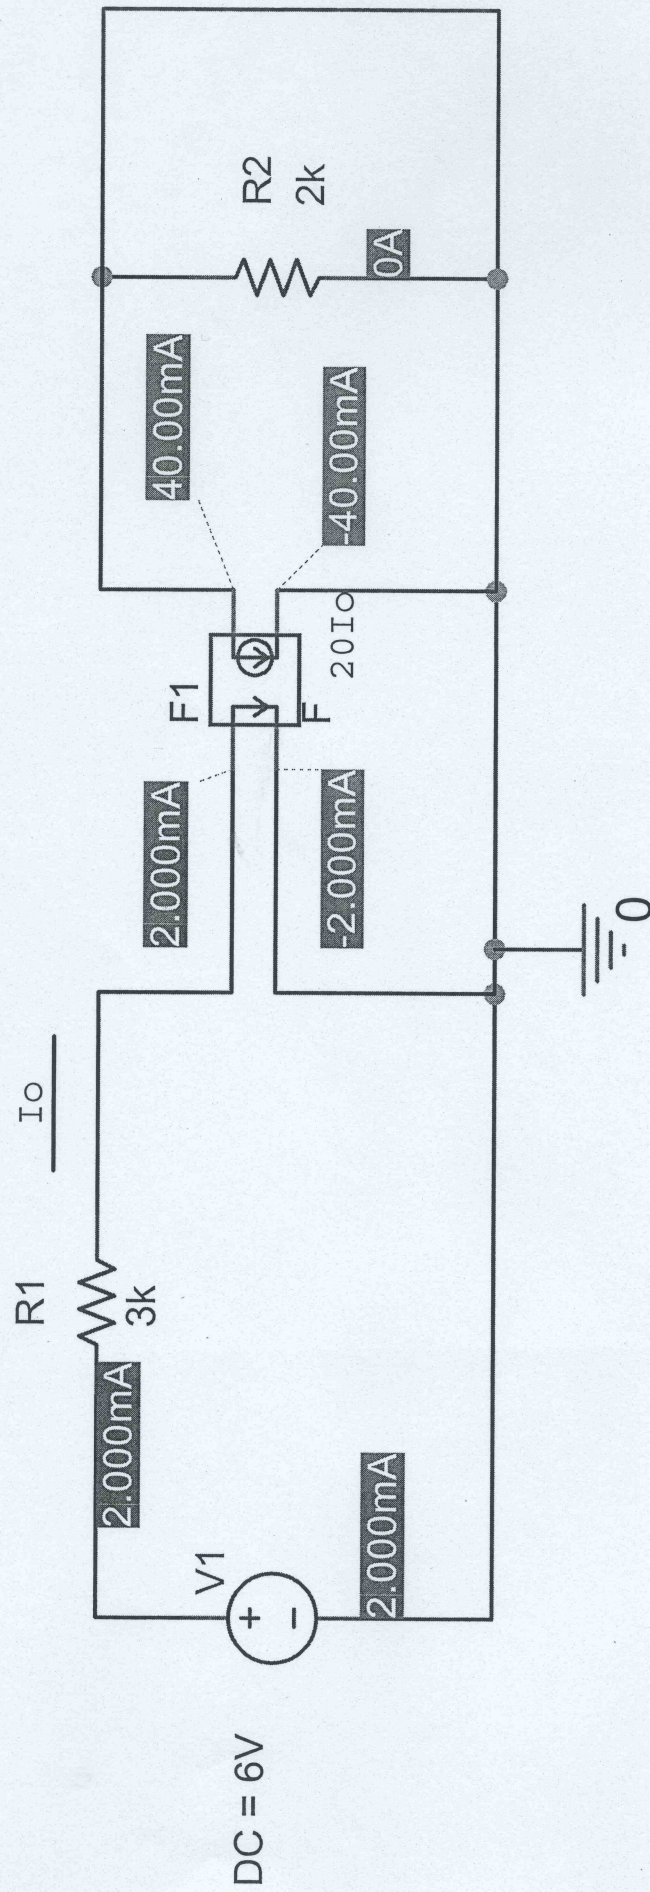 Io
R1
3k
2.000mA
V1
+
-
DC = 6V
2.000mA
2.000mA
-2.000mA
F1
F
20Io
40.00mA
-40.00mA
R2
2k
0A
0